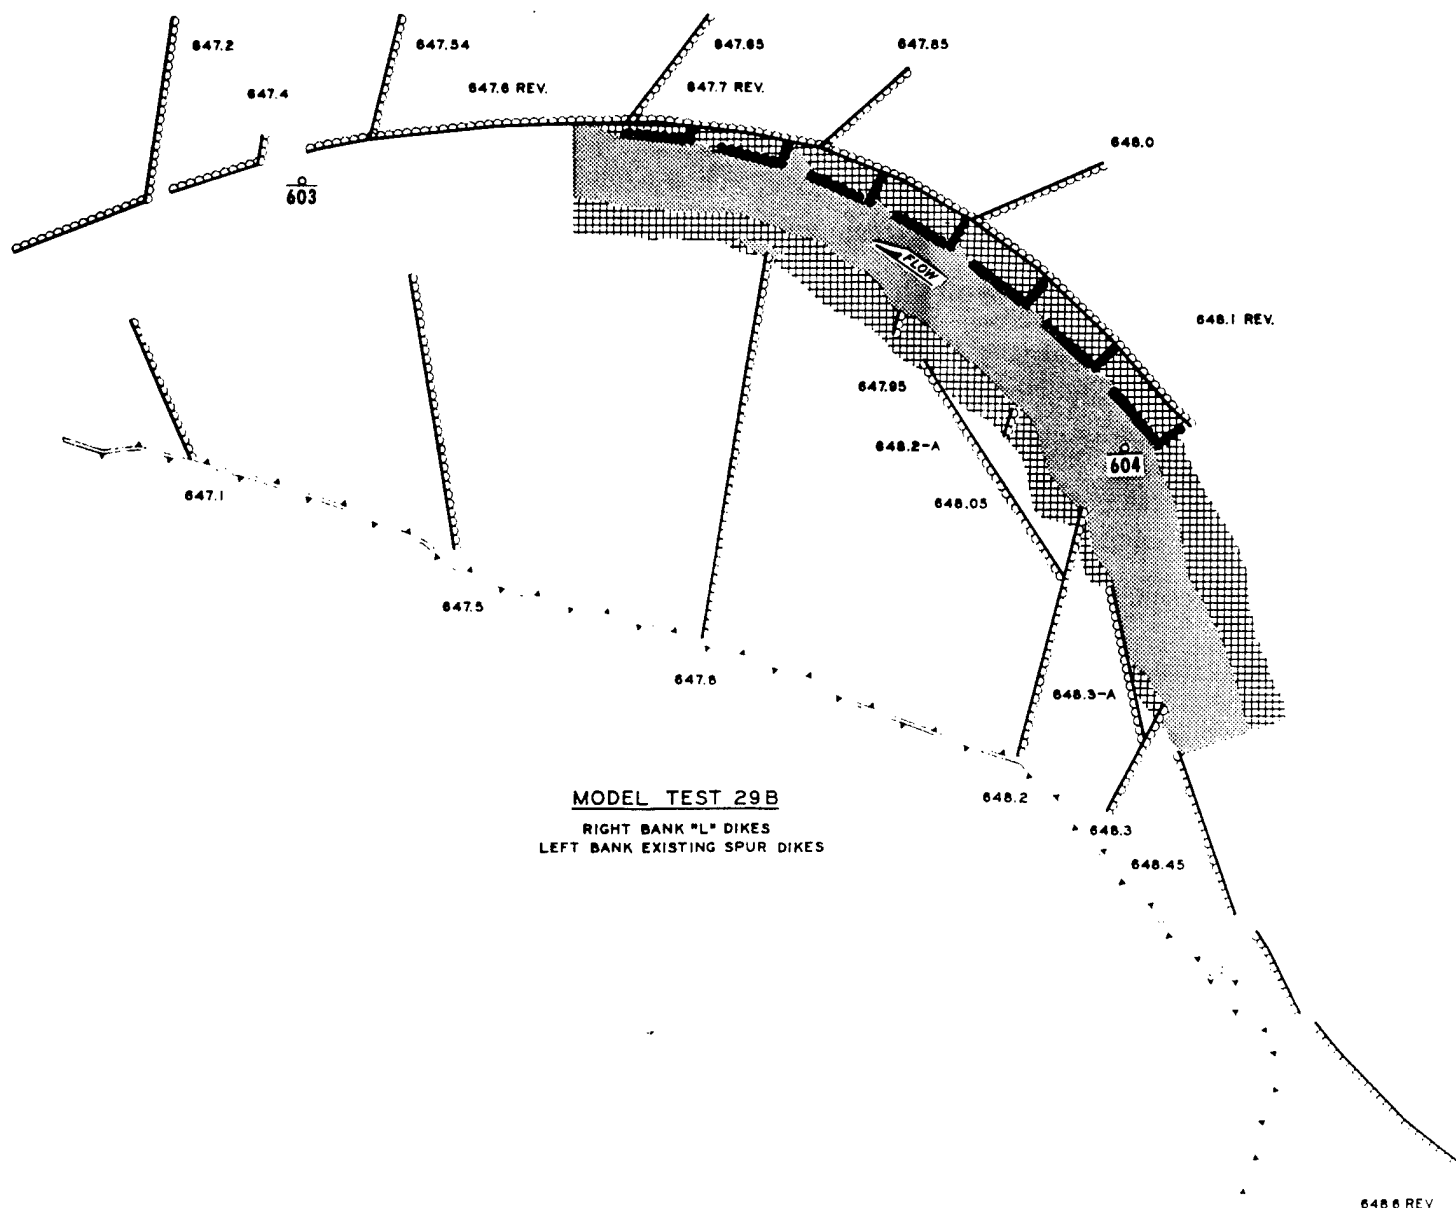 647.2
647.54
647.65
647.85
647.4
647.6 REV.
647.7 REV.
648.0
603
FLOW
648.1 REV.
647.95
648.2-A
604
647.1
648.05
647.5
647.8
648.3-A
MODEL TEST 29B
648.2
RIGHT BANK "L" DIKES
648.3
LEFT BANK EXISTING SPUR DIKES
648.45
648.6 REV